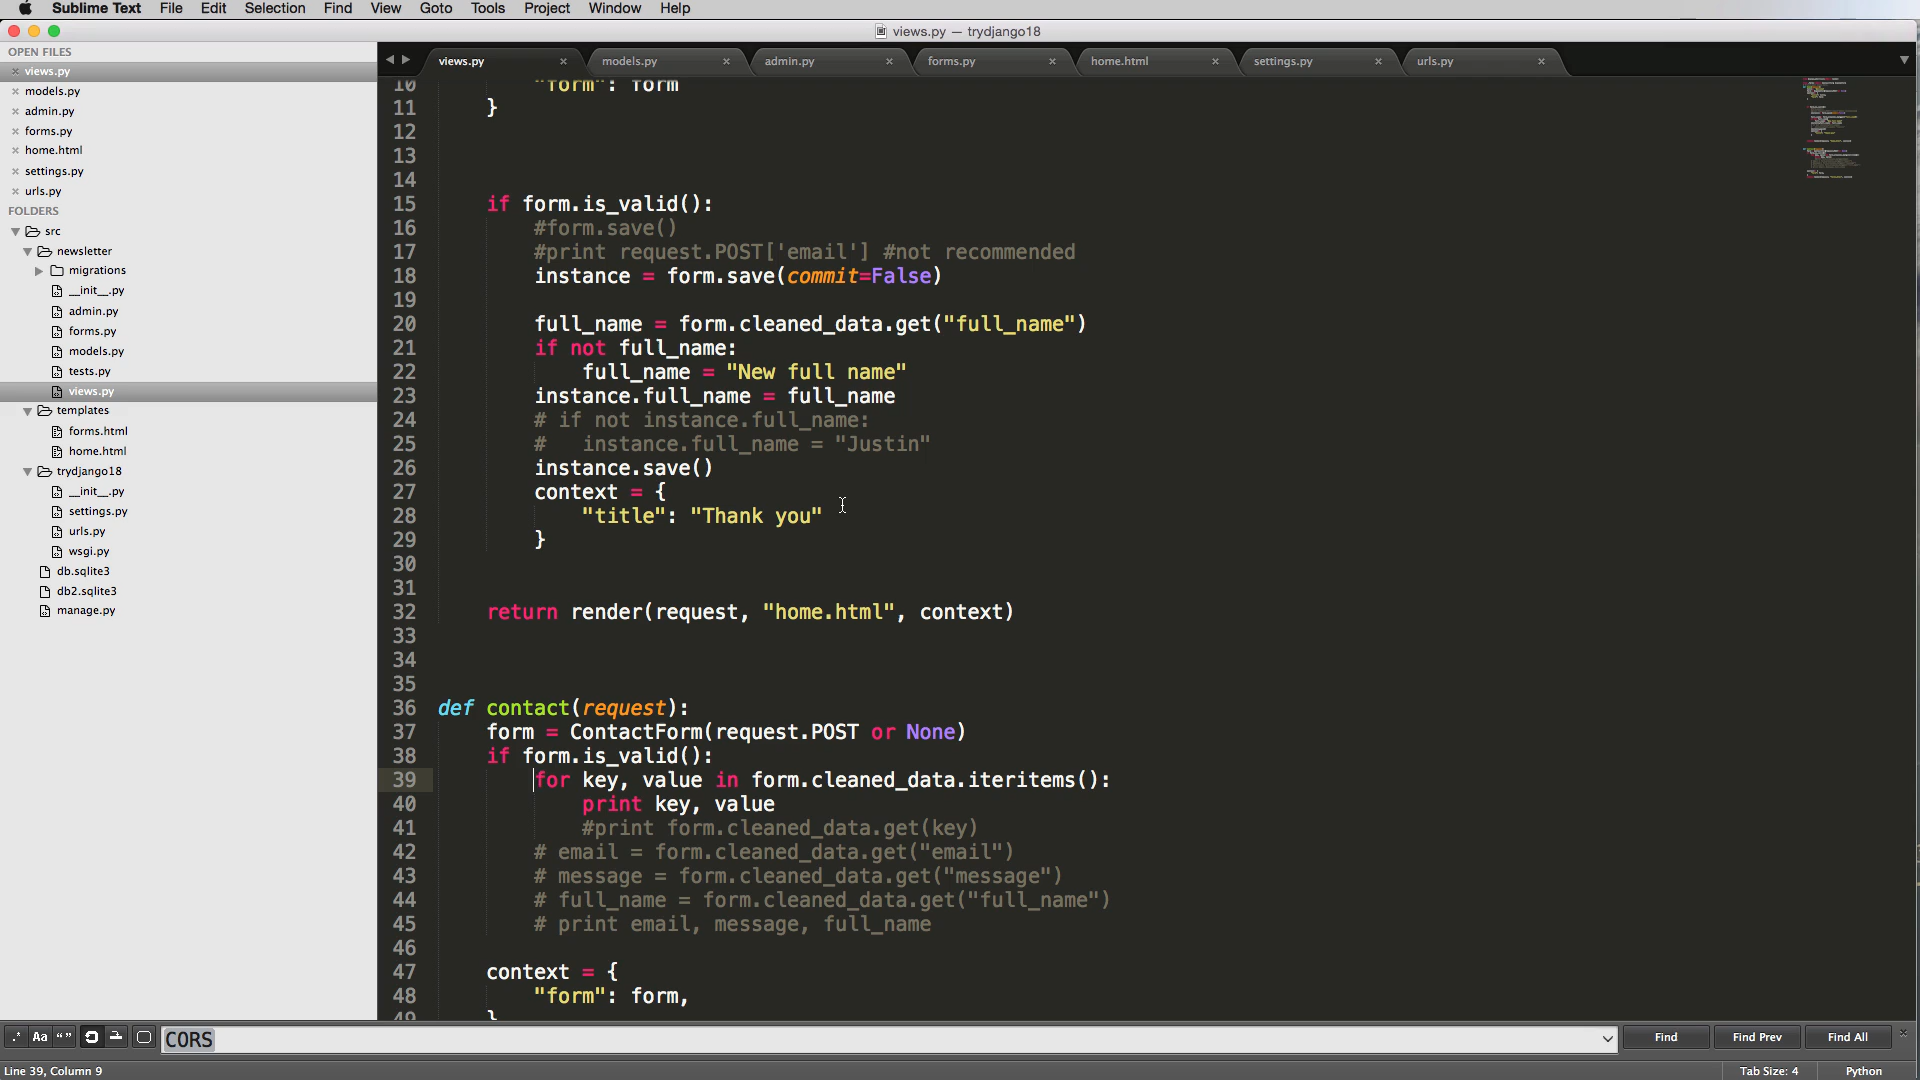 Sublime Text File Edit Selection Find View Goto Tools Project Window Help
views.py — trydjango18
OPEN FILES
views.py
models.py
admin.py
forms.py
home.html
settings.py
urls.py
FOLDERS
src
newsletter
migrations
__init__.py
admin.py
forms.py
models.py
tests.py
views.py
templates
forms.html
home.html
trydjango18
__init__.py
settings.py
urls.py
wsgi.py
db.sqlite3
db2.sqlite3
manage.py
views.py models.py admin.py forms.py home.html settings.py urls.py
10 "form": form
11 }
12
13
14
15 if form.is_valid():
16 #form.save()
17 #print request.POST['email'] #not recommended
18 instance = form.save(commit=False)
19
20 full_name = form.cleaned_data.get("full_name")
21 if not full_name:
22 full_name = "New full name"
23 instance.full_name = full_name
24 # if not instance.full_name:
25 # instance.full_name = "Justin"
26 instance.save()
27 context = {
28 "title": "Thank you"
29 }
30
31
32 return render(request, "home.html", context)
33
34
35
36 def contact(request):
37 form = ContactForm(request.POST or None)
38 if form.is_valid():
39 for key, value in form.cleaned_data.iteritems():
40 print key, value
41 #print form.cleaned_data.get(key)
42 # email = form.cleaned_data.get("email")
43 # message = form.cleaned_data.get("message")
44 # full_name = form.cleaned_data.get("full_name")
45 # print email, message, full_name
46
47 context = {
48 "form": form,
49 }
.* Aa “ ” CORS Find Find Prev Find All
Line 39, Column 9 Tab Size: 4 Python